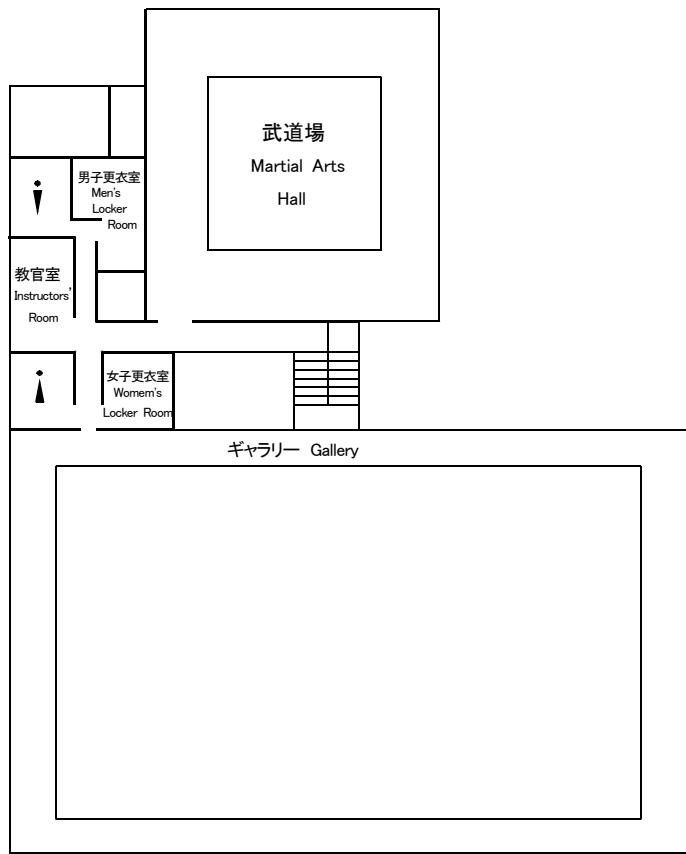 武道場
Martial Arts
Hall
男子更衣室
Men's
Locker
Room
教官室
Instructors'
Room
女子更衣室
Womem's
Locker Room
ギャラリー Gallery